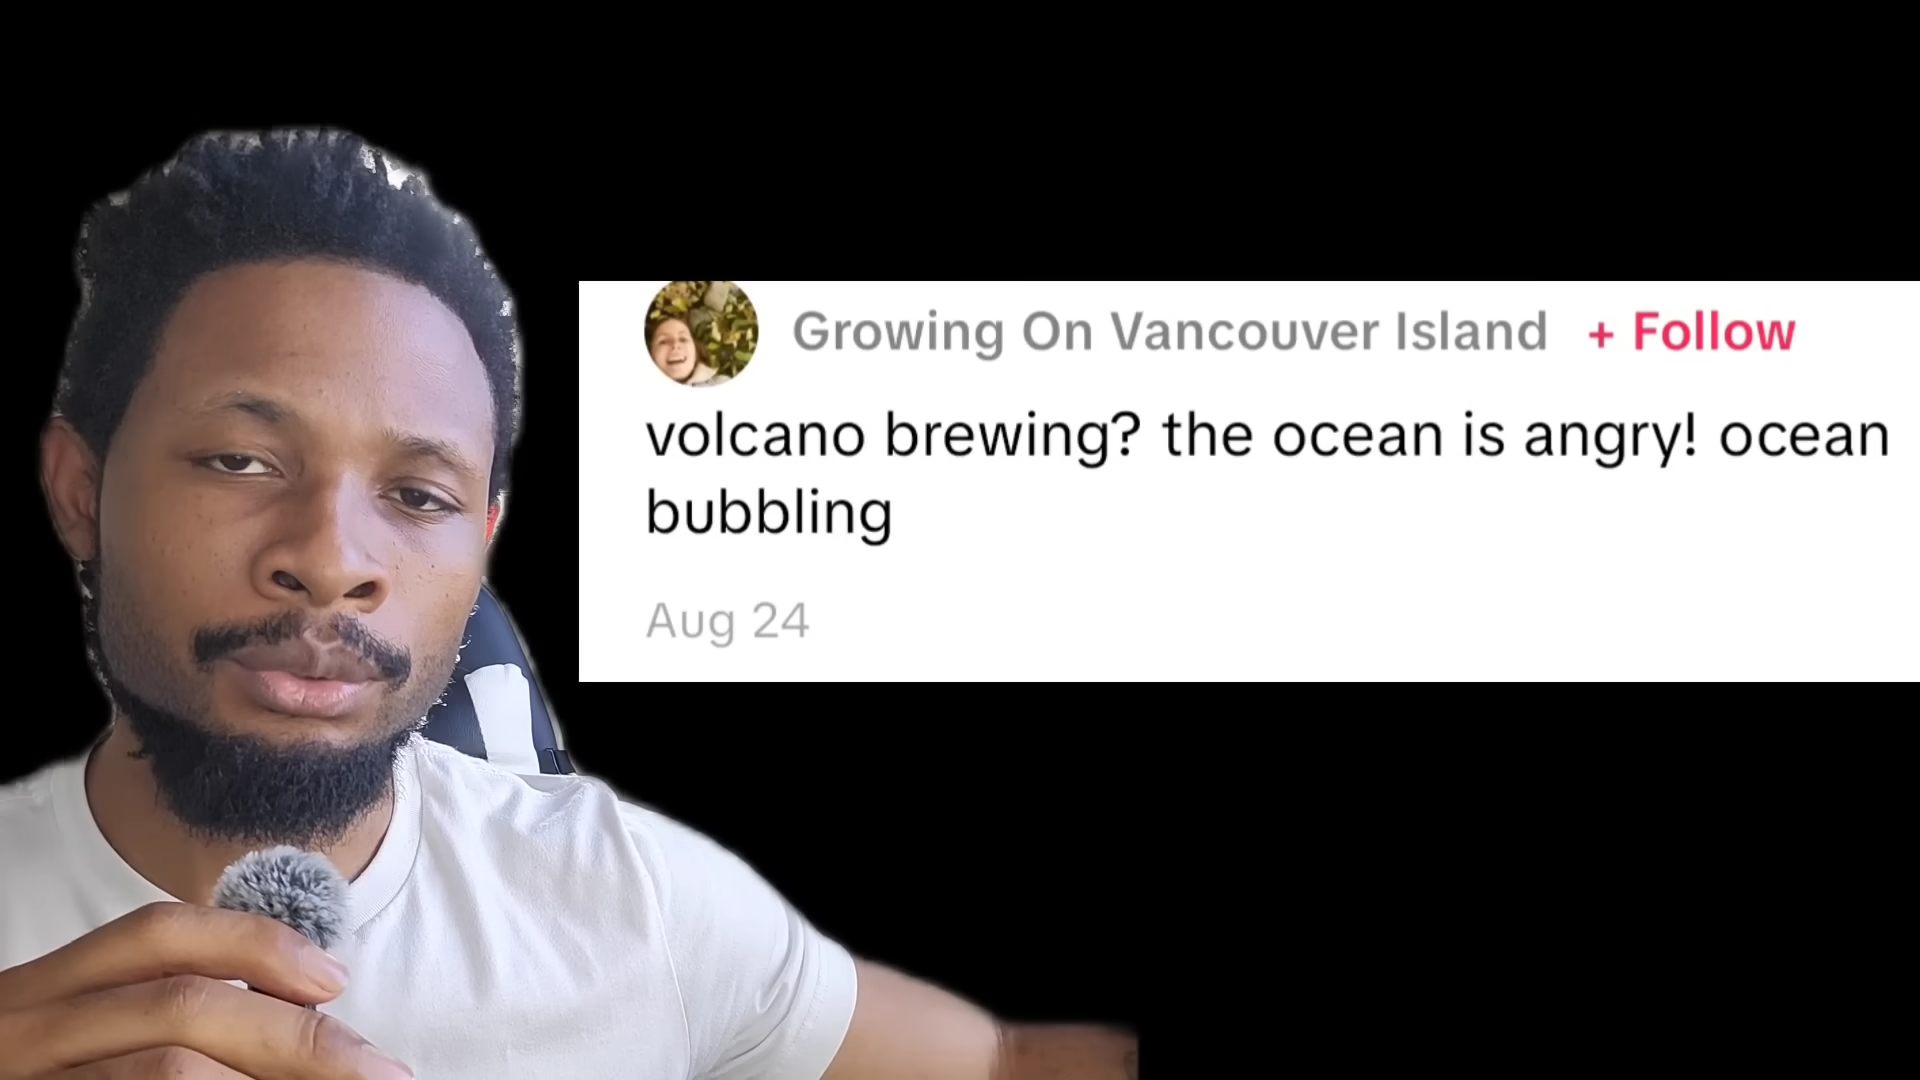 Growing On Vancouver Island + Follow
volcano brewing? the ocean is angry! ocean
bubbling
Aug 24